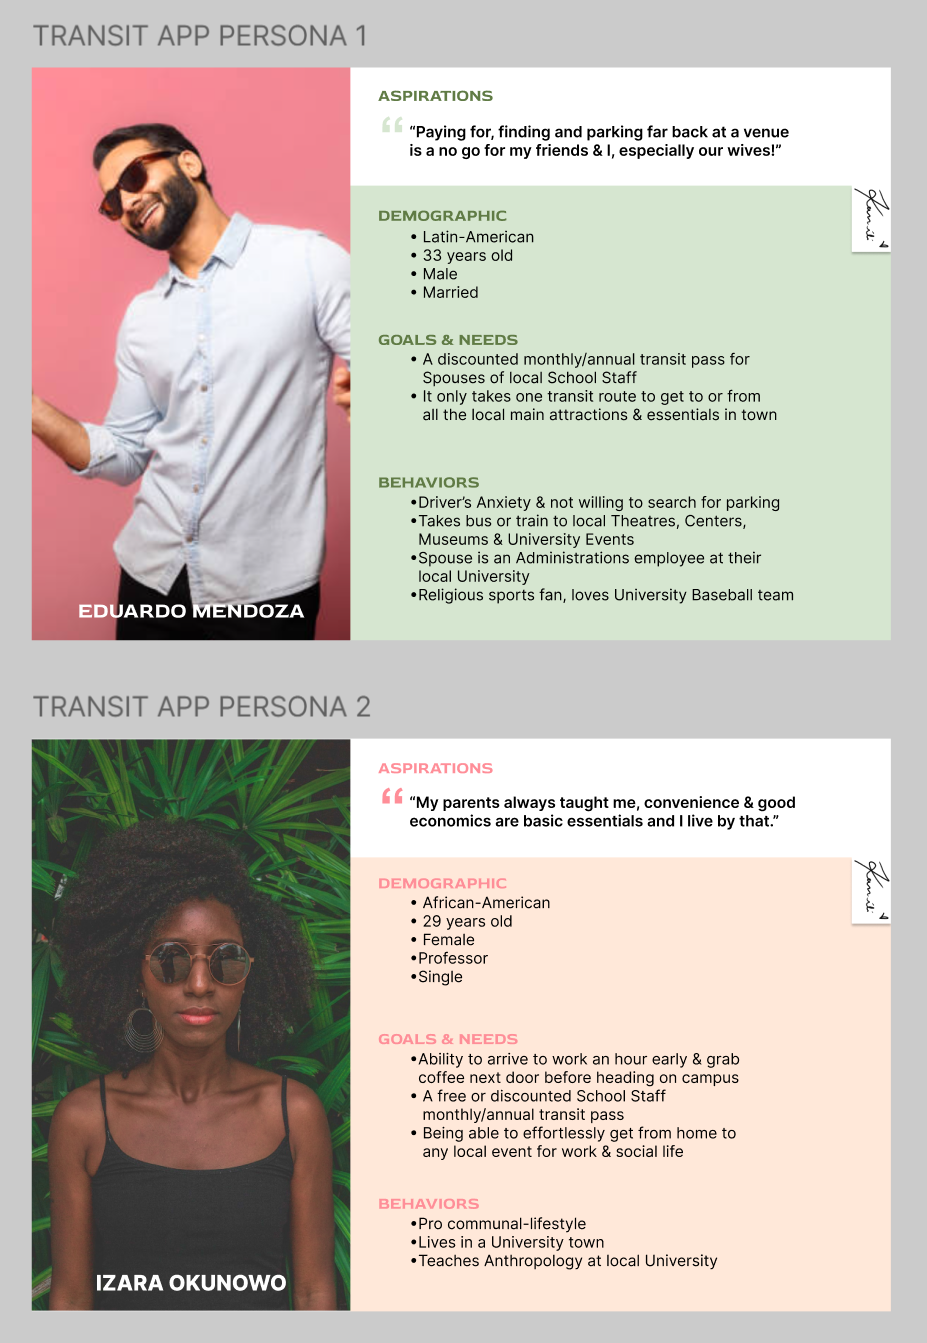 TRANSIT APP PERSONA 1
ASPIRATIONS
“Paying for, finding and parking far back at a venue
is a no go for my friends & I, especially our wives!”
DEMOGRAPHIC
• Latin-American
• 33 years old
• Male
• Married
GOALS & NEEDS
• A discounted monthly/annual transit pass for
Spouses of local School Staff
• It only takes one transit route to get to or from
all the local main attractions & essentials in town
BEHAVIORS
•Driver’s Anxiety & not willing to search for parking
•Takes bus or train to local Theatres, Centers,
Museums & University Events
•Spouse is an Administrations employee at their
local University
•Religious sports fan, loves University Baseball team
EDUARDO MENDOZA
TRANSIT APP PERSONA 2
ASPIRATIONS
“My parents always taught me, convenience & good
economics are basic essentials and I live by that.”
DEMOGRAPHIC
• African-American
• 29 years old
• Female
•Professor
•Single
GOALS & NEEDS
•Ability to arrive to work an hour early & grab
coffee next door before heading on campus
• A free or discounted School Staff
monthly/annual transit pass
• Being able to effortlessly get from home to
any local event for work & social life
BEHAVIORS
•Pro communal-lifestyle
•Lives in a University town
•Teaches Anthropology at local University
IZARA OKUNOWO